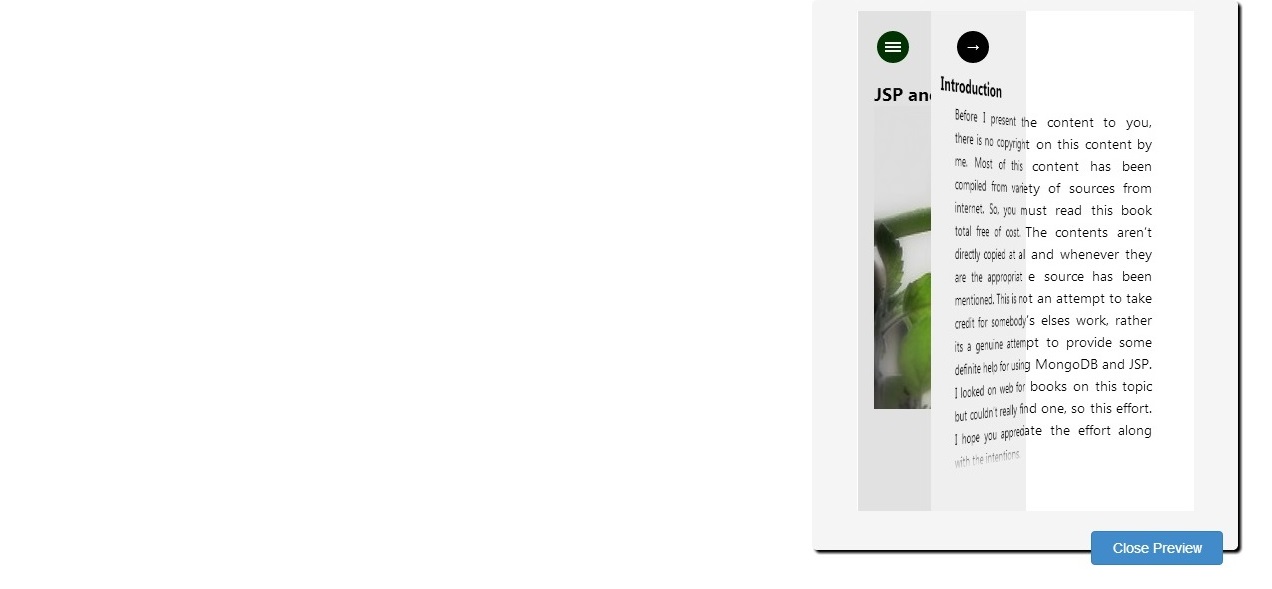 →
JSP an
Introduction
Before I present the content to you,
there is no copyright on this content by
me. Most of this content has been
compiled from variety of sources from
internet. So, you must read this book
total free of cost. The contents aren't
directly copied at all and whenever they
are the appropriat e source has been
mentioned. This is not an attempt to take
credit for somebody's elses work, rather
its a genuine attempt to provide some
definite help for using MongoDB and JSP.
I looked on web for books on this topic
but couldn't really find one, so this effort.
I hope you appreciate the effort along
with the intentions.
Close Preview